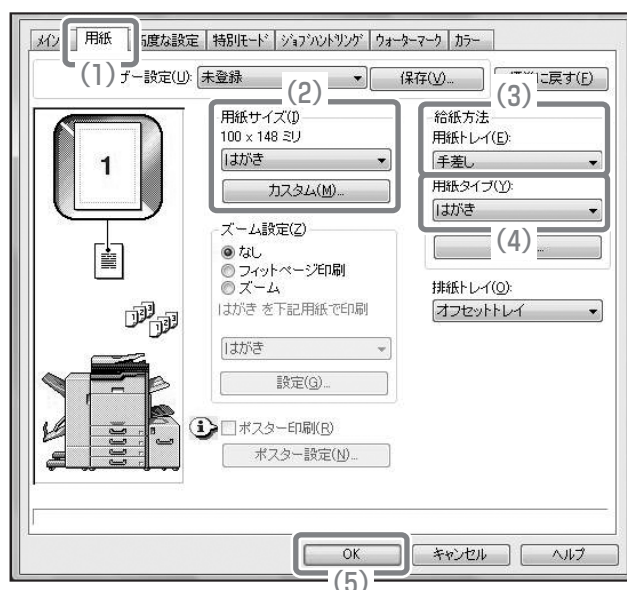 メイン 用紙 高度な設定 特別モード ジョブハンドリング ウォーターマーク カラー
(1)
ザー設定(U): 未登録 保存(V)... に戻す(F)
(2)
用紙サイズ(I)
100 x 148 ミリ
はがき
カスタム(M)...
(3)
給紙方法
用紙トレイ(E):
手差し
用紙タイプ(Y):
はがき
(4)
...
1
ズーム設定(Z)
なし
フィットページ印刷
ズーム
はがき を下記用紙で印刷
はがき
設定(G)...
排紙トレイ(O):
オフセットトレイ
123 123
ポスター印刷(R)
ポスター設定(N)...
OK キャンセル ヘルプ
(5)